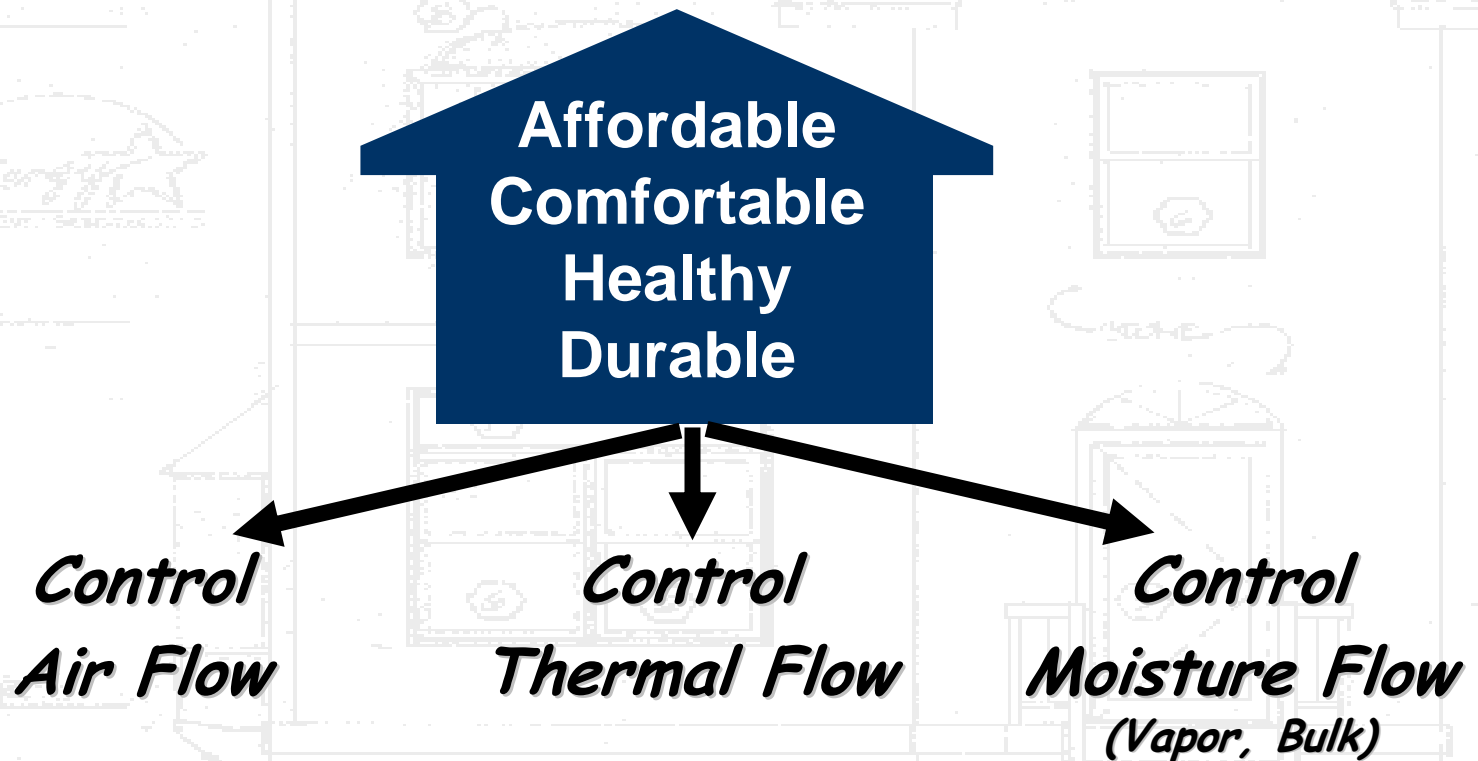 Affordable
Comfortable
Healthy
Durable
Control
Air Flow
Control
Thermal Flow
Control
Moisture Flow
(Vapor, Bulk)